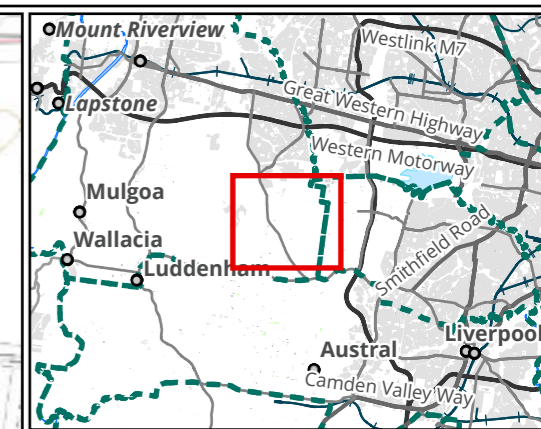 Mount Riverview
Westlink M7
Lapstone
Great Western Highway
Western Motorway
Mulgoa
Smithfield Road
Wallacia
Luddenham
Liverpool
Austral
Camden Valley Way